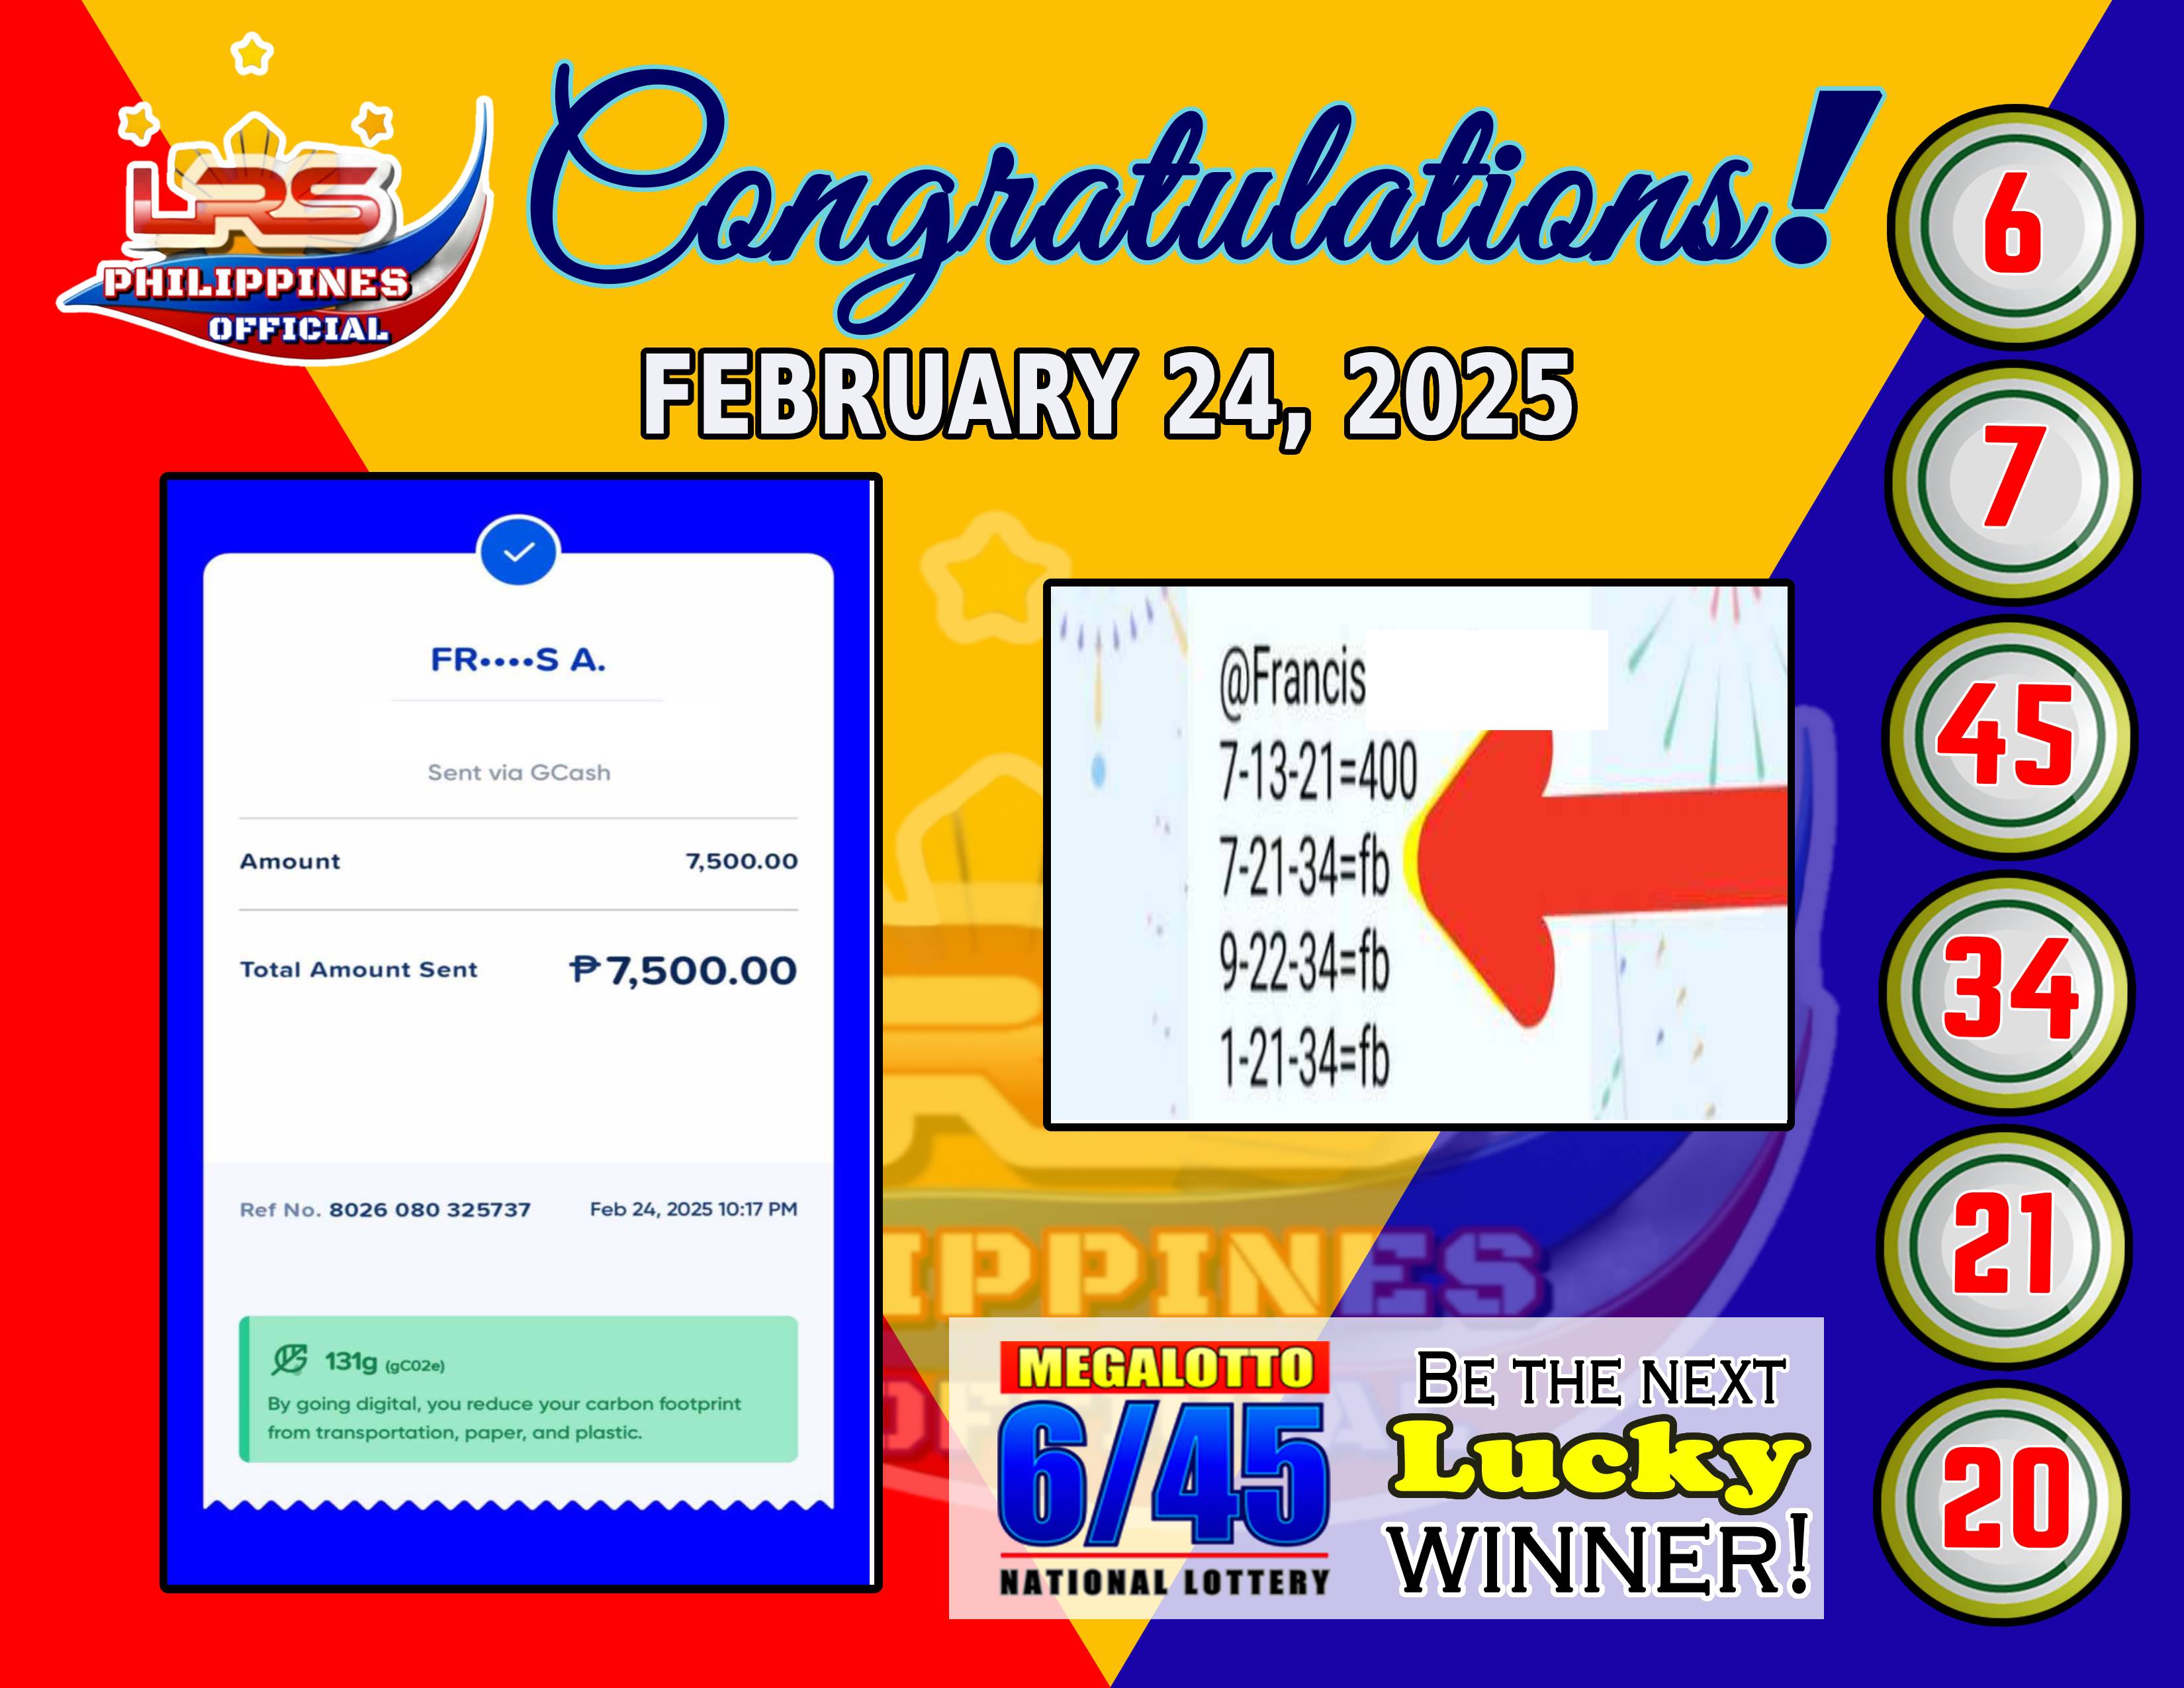 LRS
PHILIPPINES
OFFICIAL
Congratulations!
FEBRUARY 24, 2025
FR••••S A.
Sent via GCash
Amount 7,500.00
Total Amount Sent ₱7,500.00
Ref No. 8026 080 325737 Feb 24, 2025 10:17 PM
131g (gC02e)
By going digital, you reduce your carbon footprint
from transportation, paper, and plastic.
@Francis
7-13-21=400
7-21-34=fb
9-22-34=fb
1-21-34=fb
IPPINES
MEGALOTTO
6/45
NATIONAL LOTTERY
BE THE NEXT
Lucky
WINNER!
6
7
45
34
21
20